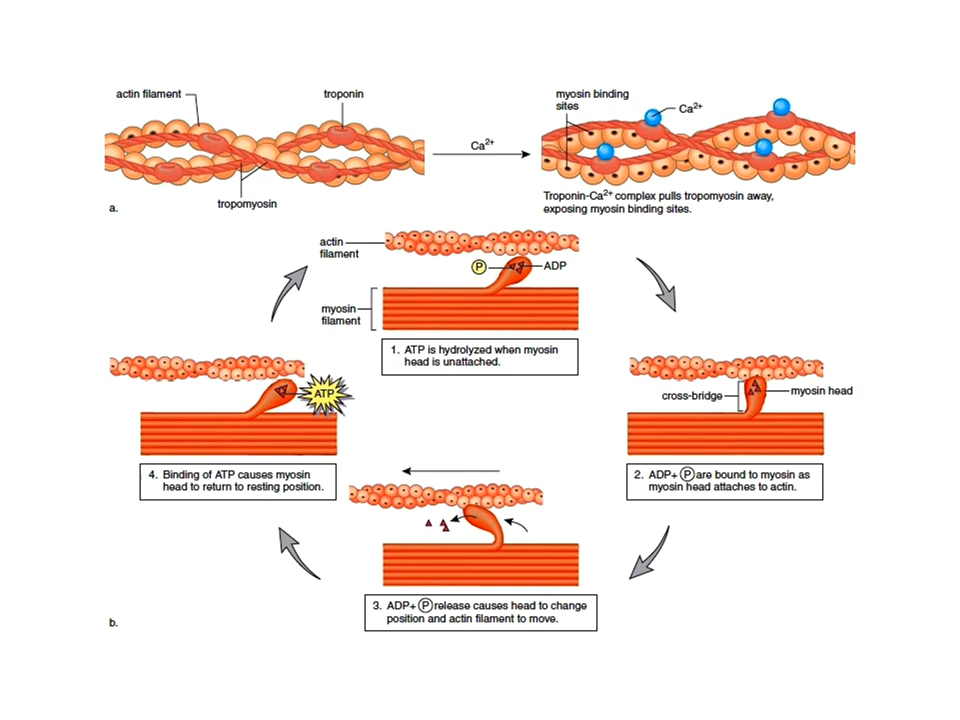 actin filament
troponin
myosin binding
sites
Ca2+
Ca2+
tropomyosin
Troponin-Ca2+ complex pulls tropomyosin away,
exposing myosin binding sites.
a.
actin
filament
P
ADP
myosin
filament
1. ATP is hydrolyzed when myosin
head is unattached.
ATP
cross-bridge
myosin head
4. Binding of ATP causes myosin
head to return to resting position.
2. ADP+ P are bound to myosin as
myosin head attaches to actin.
3. ADP+ P release causes head to change
position and actin filament to move.
b.